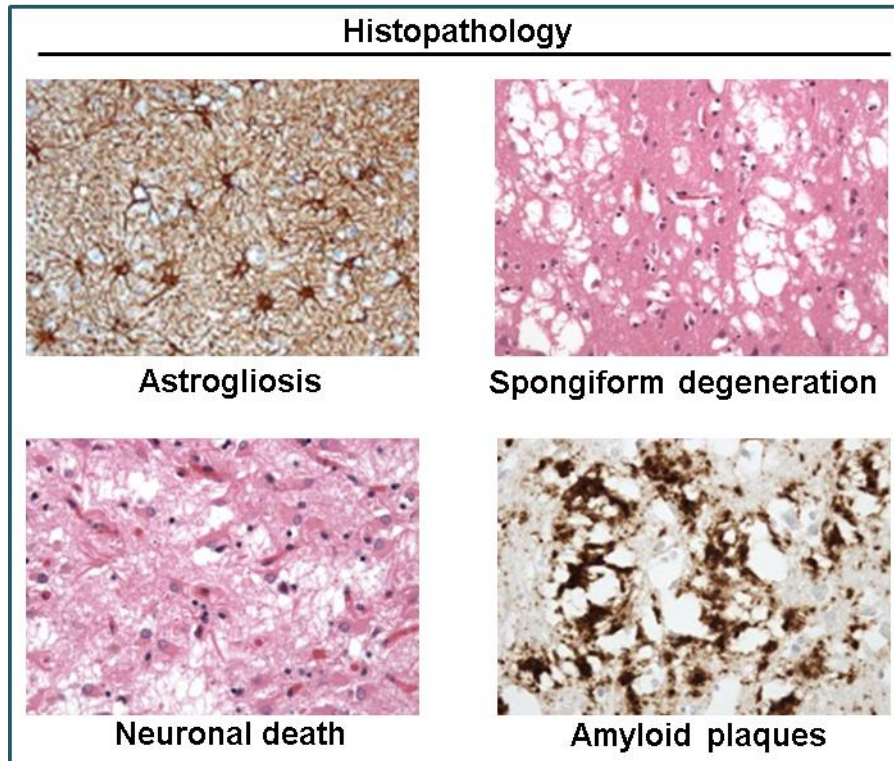 Histopathology
Astrogliosis
Spongiform degeneration
Neuronal death
Amyloid plaques